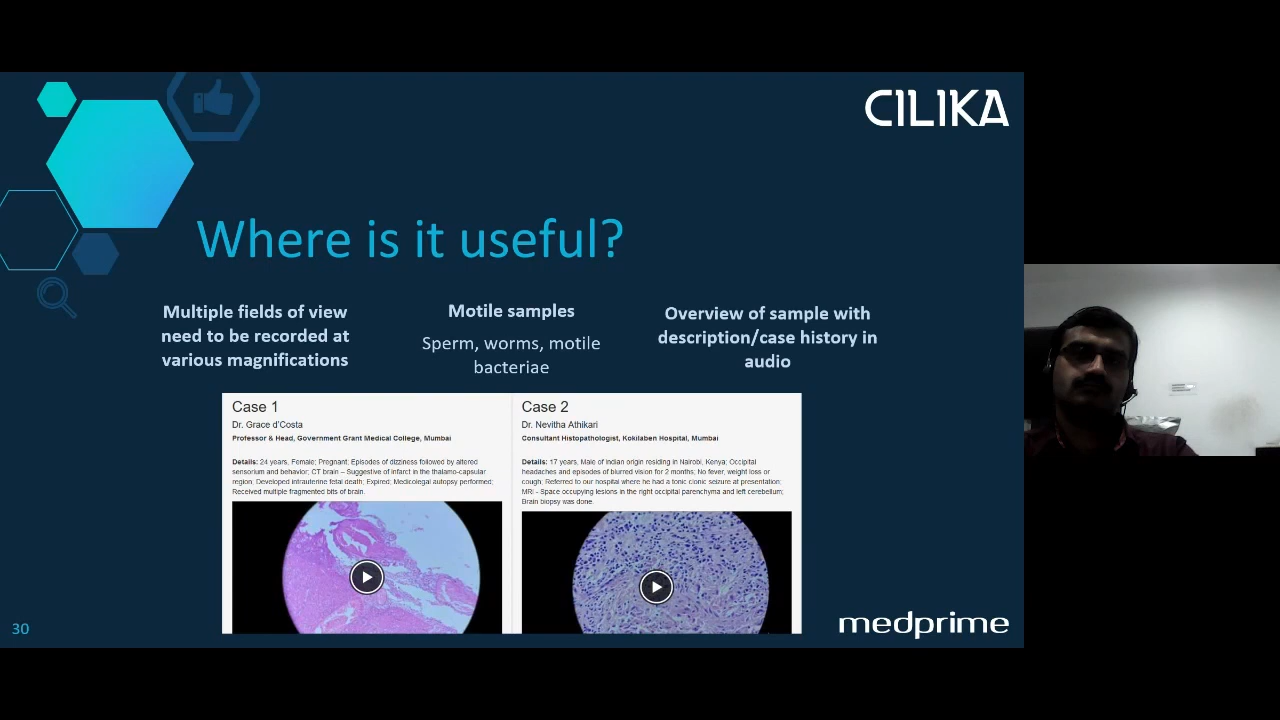 CILIKA
Where is it useful?
Multiple fields of view
need to be recorded at
various magnifications
Motile samples
Sperm, worms, motile
bacteriae
Overview of sample with
description/case history in
audio
Case 1
Dr. Grace d'Costa
Professor & Head, Government Grant Medical College, Mumbai
Details: 24 years, Female; Pregnant; Episodes of dizziness followed by altered
sensorium and behavior; CT brain – Suggestive of infarct in the thalamo-capsular
region; Developed intrauterine fetal death; Expired; Medicolegal autopsy performed;
Received multiple fragmented bits of brain.
Case 2
Dr. Nevitha Athikari
Consultant Histopathologist, Kokilaben Hospital, Mumbai
Details: 17 years, Male of Indian origin residing in Nairobi, Kenya; Occipital
headaches and episodes of blurred vision for 2 months; No fever, weight loss or
cough; Referred to our hospital where he had a tonic clonic seizure at presentation;
MRI - Space occupying lesions in the right occipital parenchyma and left cerebellum;
Brain biopsy was done.
30
medprime